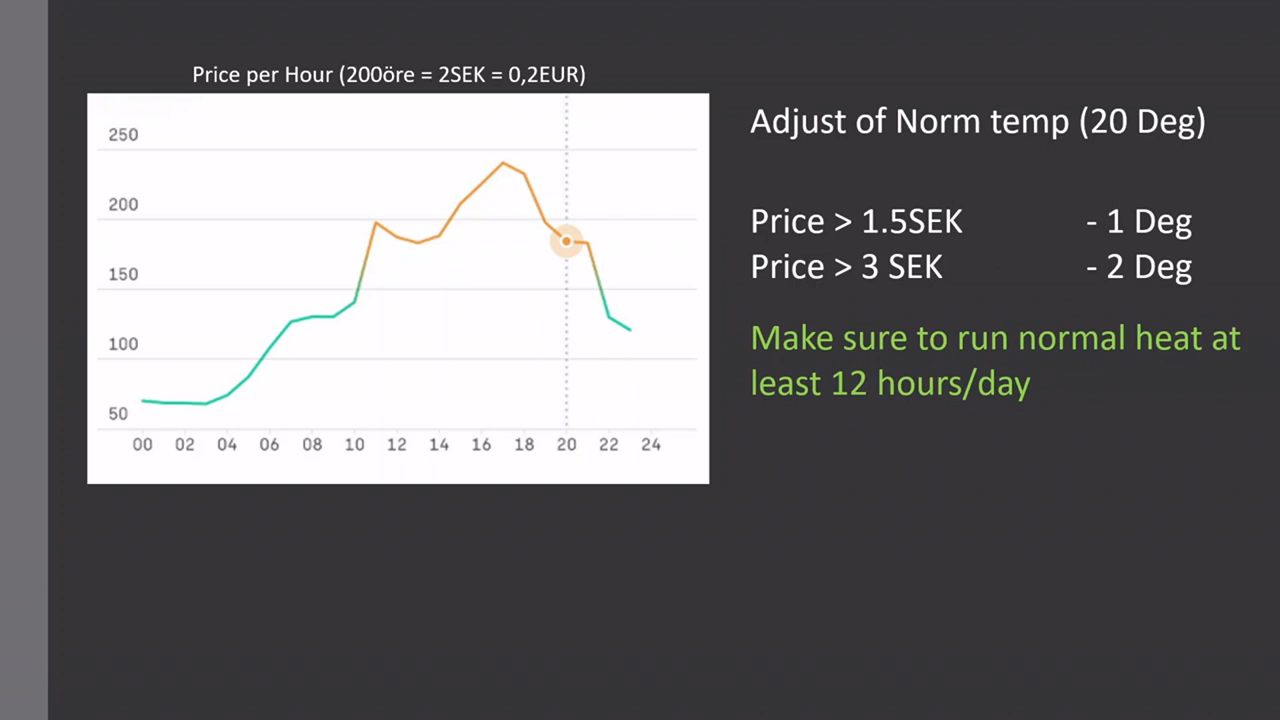 Price per Hour (200öre = 2SEK = 0,2EUR)
250
200
150
100
50
00 02 04 06 08 10 12 14 16 18 20 22 24
Adjust of Norm temp (20 Deg)
Price > 1.5SEK - 1 Deg
Price > 3 SEK - 2 Deg
Make sure to run normal heat at
least 12 hours/day